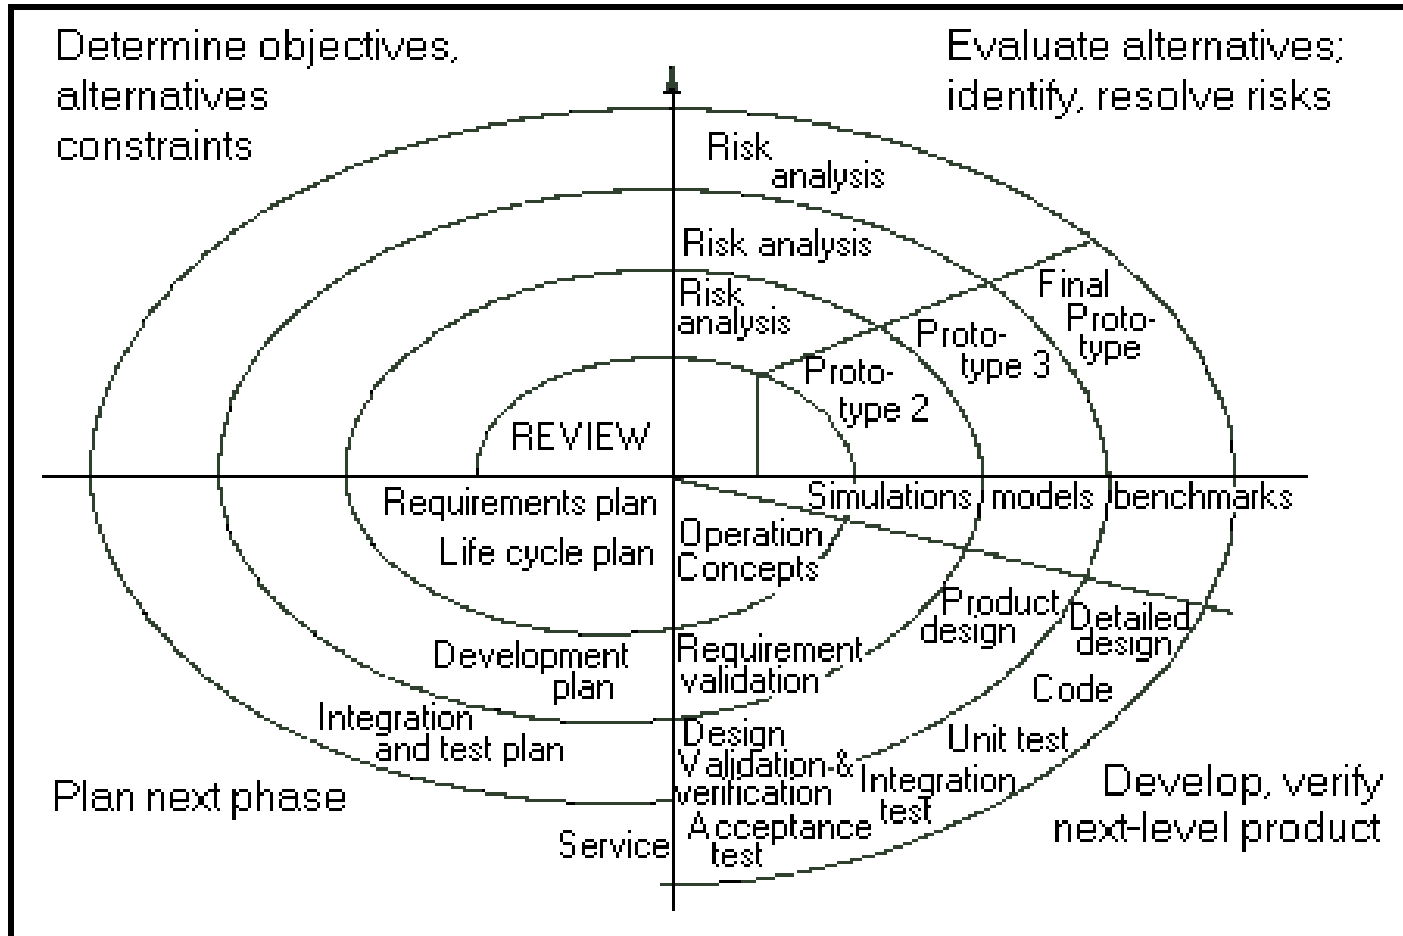 Determine objectives,
alternatives
constraints
Evaluate alternatives;
identify, resolve risks
Risk
analysis
Risk analysis
Risk
analysis
Final
Proto-
type
Proto-
type 3
Proto-
type 2
REVIEW
Simulations models benchmarks
Requirements plan
Life cycle plan
Operation
Concepts
Product
design
Detailed
design
Development
plan
Requirement
validation
Code
Integration
and test plan
Design
Validation-&
verification
Unit test
Integration
test
Acceptance
test
Service
Plan next phase
Develop, verify
next-level product